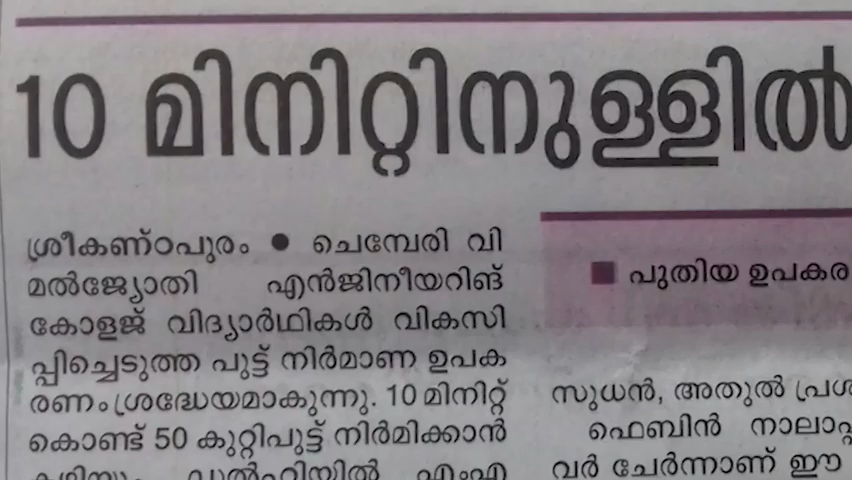 10 മിനിറ്റിനുള്ളിൽ
ശ്രീകണ്ഠപുരം ● ചെമ്പേരി വി
മൽജ്യോതി എൻജിനീയറിങ്
കോളജ് വിദ്യാർഥികൾ വികസി
പ്പിച്ചെടുത്ത പുട്ട് നിർമാണ ഉപക
രണം ശ്രദ്ധേയമാകുന്നു. 10 മിനിറ്റ്
കൊണ്ട് 50 കുറ്റിപുട്ട് നിർമിക്കാൻ
■ പുതിയ ഉപകര
സുധൻ, അതുൽ
ഫെബിൻ
വർ ചേർന്നാണ് ഈ